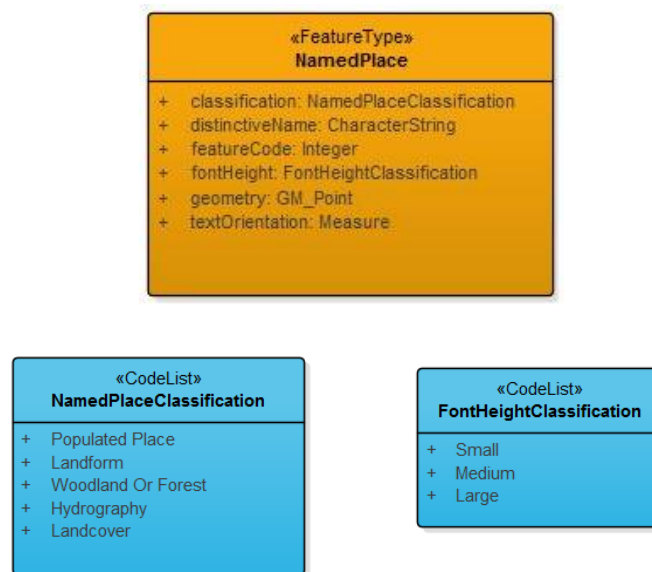 «FeatureType»
NamedPlace
+ classification: NamedPlaceClassification
+ distinctiveName: CharacterString
+ featureCode: Integer
+ fontHeight: FontHeightClassification
+ geometry: GM_Point
+ textOrientation: Measure
«CodeList»
NamedPlaceClassification
+ Populated Place
+ Landform
+ Woodland Or Forest
+ Hydrography
+ Landcover
«CodeList»
FontHeightClassification
+ Small
+ Medium
+ Large